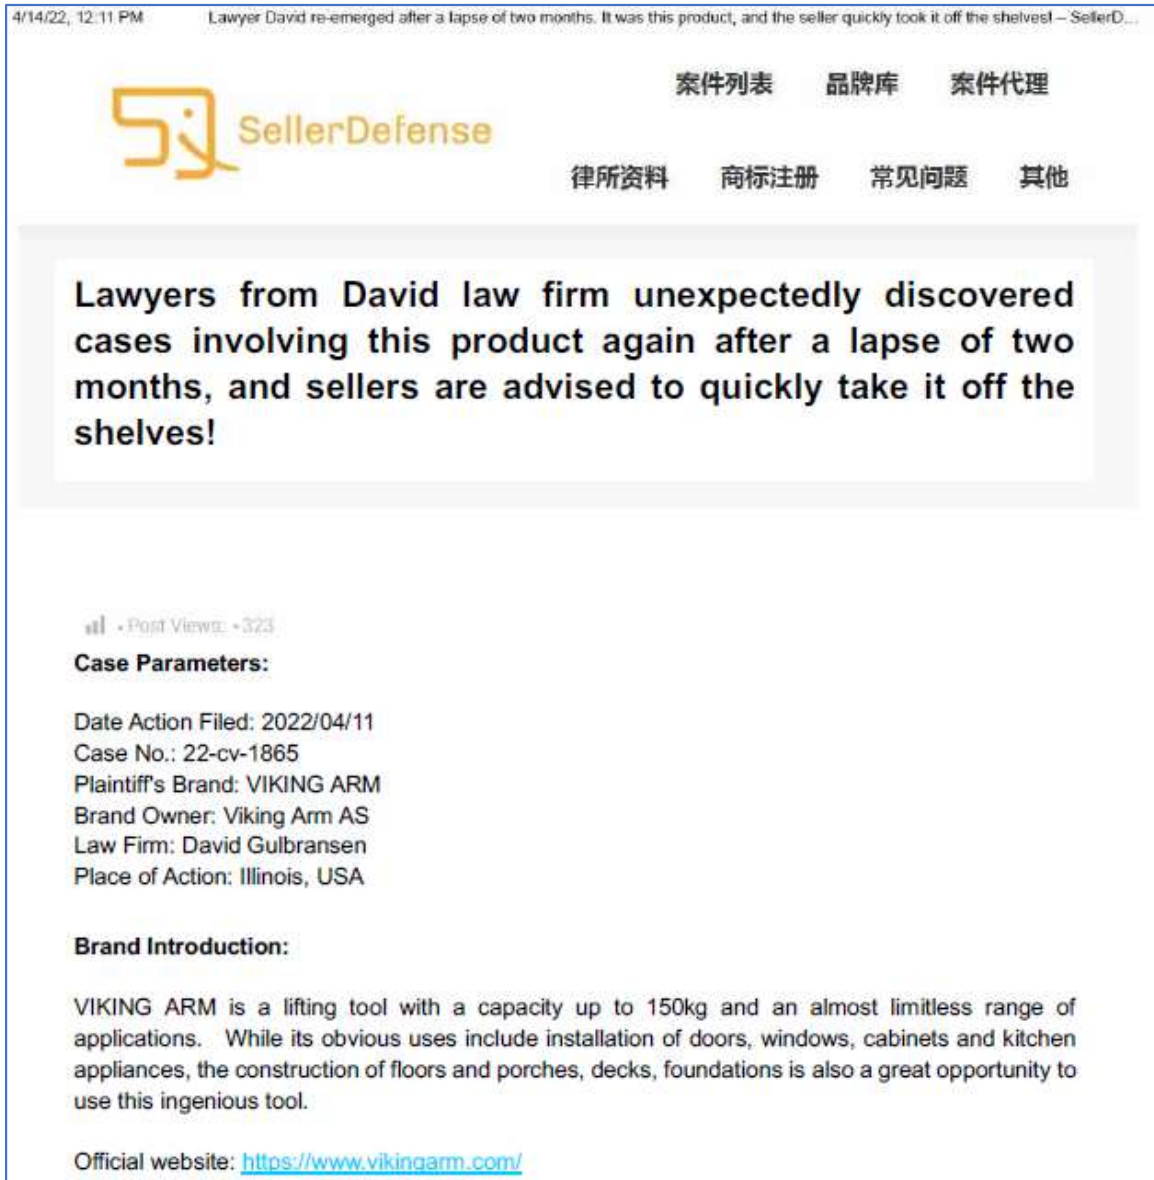 4/14/22, 12:11 PM Lawyer David re-emerged after a lapse of two months. It was this product, and the seller quickly took it off the shelves! – SellerD...
案件列表 品牌库 案件代理
SellerDefense
律所资料 商标注册 常见问题 其他
Lawyers from David law firm unexpectedly discovered
cases involving this product again after a lapse of two
months, and sellers are advised to quickly take it off the
shelves!
• Post Views: • 323
Case Parameters:
Date Action Filed: 2022/04/11
Case No.: 22-cv-1865
Plaintiff's Brand: VIKING ARM
Brand Owner: Viking Arm AS
Law Firm: David Gulbransen
Place of Action: Illinois, USA
Brand Introduction:
VIKING ARM is a lifting tool with a capacity up to 150kg and an almost limitless range of
applications. While its obvious uses include installation of doors, windows, cabinets and kitchen
appliances, the construction of floors and porches, decks, foundations is also a great opportunity to
use this ingenious tool.
Official website: https://www.vikingarm.com/